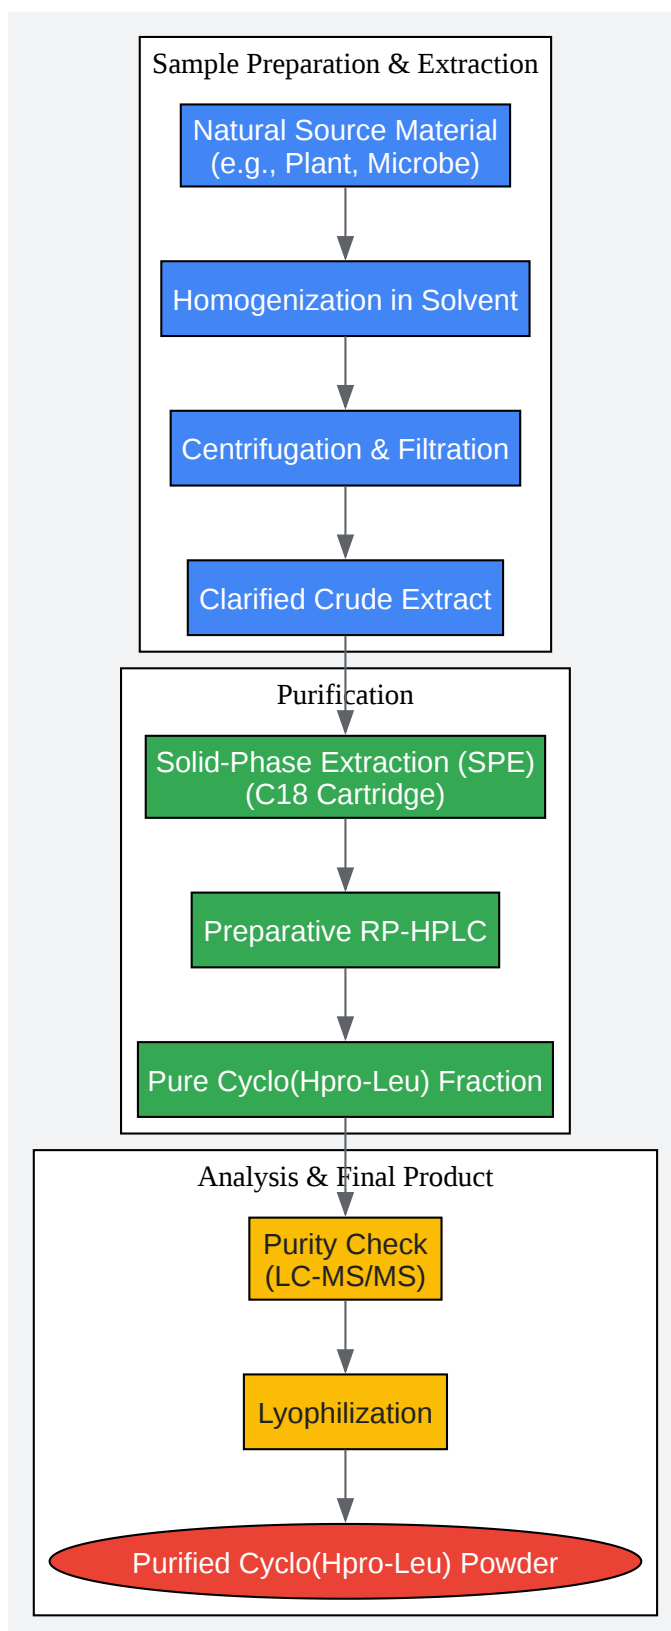 Sample Preparation & Extraction
Natural Source Material
(e.g., Plant, Microbe)
Homogenization in Solvent
Centrifugation & Filtration
Clarified Crude Extract
Purification
Solid-Phase Extraction (SPE)
(C18 Cartridge)
Preparative RP-HPLC
Pure Cyclo(Hpro-Leu) Fraction
Analysis & Final Product
Purity Check
(LC-MS/MS)
Lyophilization
Purified Cyclo(Hpro-Leu) Powder